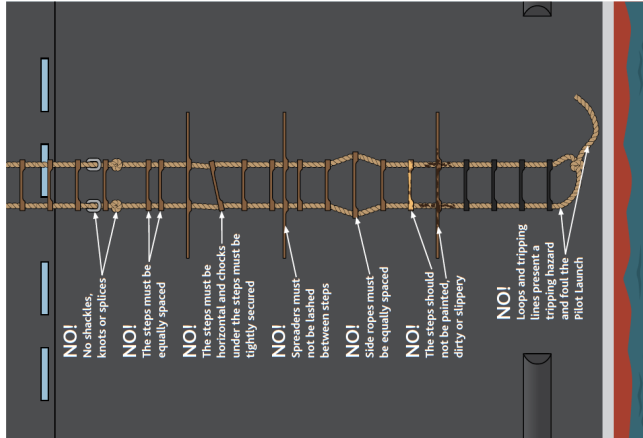 NO!
No shackles,
knots or splices
NO!
The steps must be
equally spaced
NO!
The steps must be
horizontal and chocks
under the steps must be
tightly secured
NO!
Spreaders must
not be lashed
between steps
NO!
Side ropes must
be equally spaced
NO!
The steps should
not be painted,
dirty or slippery
NO!
Loops and tripping
lines present a
tripping hazard
and foul the
Pilot Launch